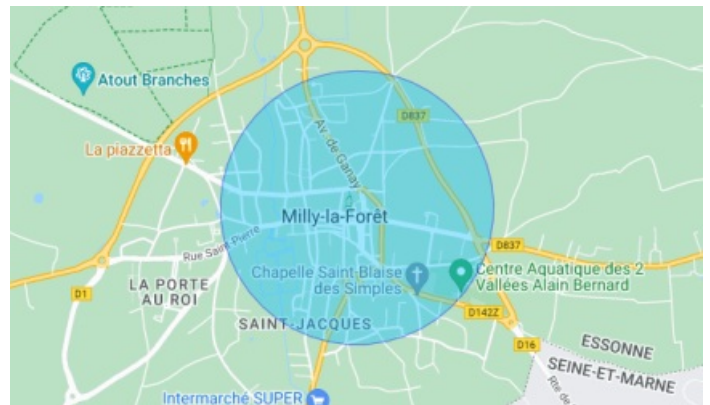 Atout Branches
D837
La piazzetta
Av. de Ganay
Milly-la-Forêt
Rue Saint-Pierre
D837
Chapelle Saint-Blaise
des Simples
Centre Aquatique des 2
Vallées Alain Bernard
LA PORTE
AU ROI
D1
D142Z
SAINT-JACQUES
D16
ESSONNE
SEINE-ET-MARNE
Rte de
Intermarché SUPER